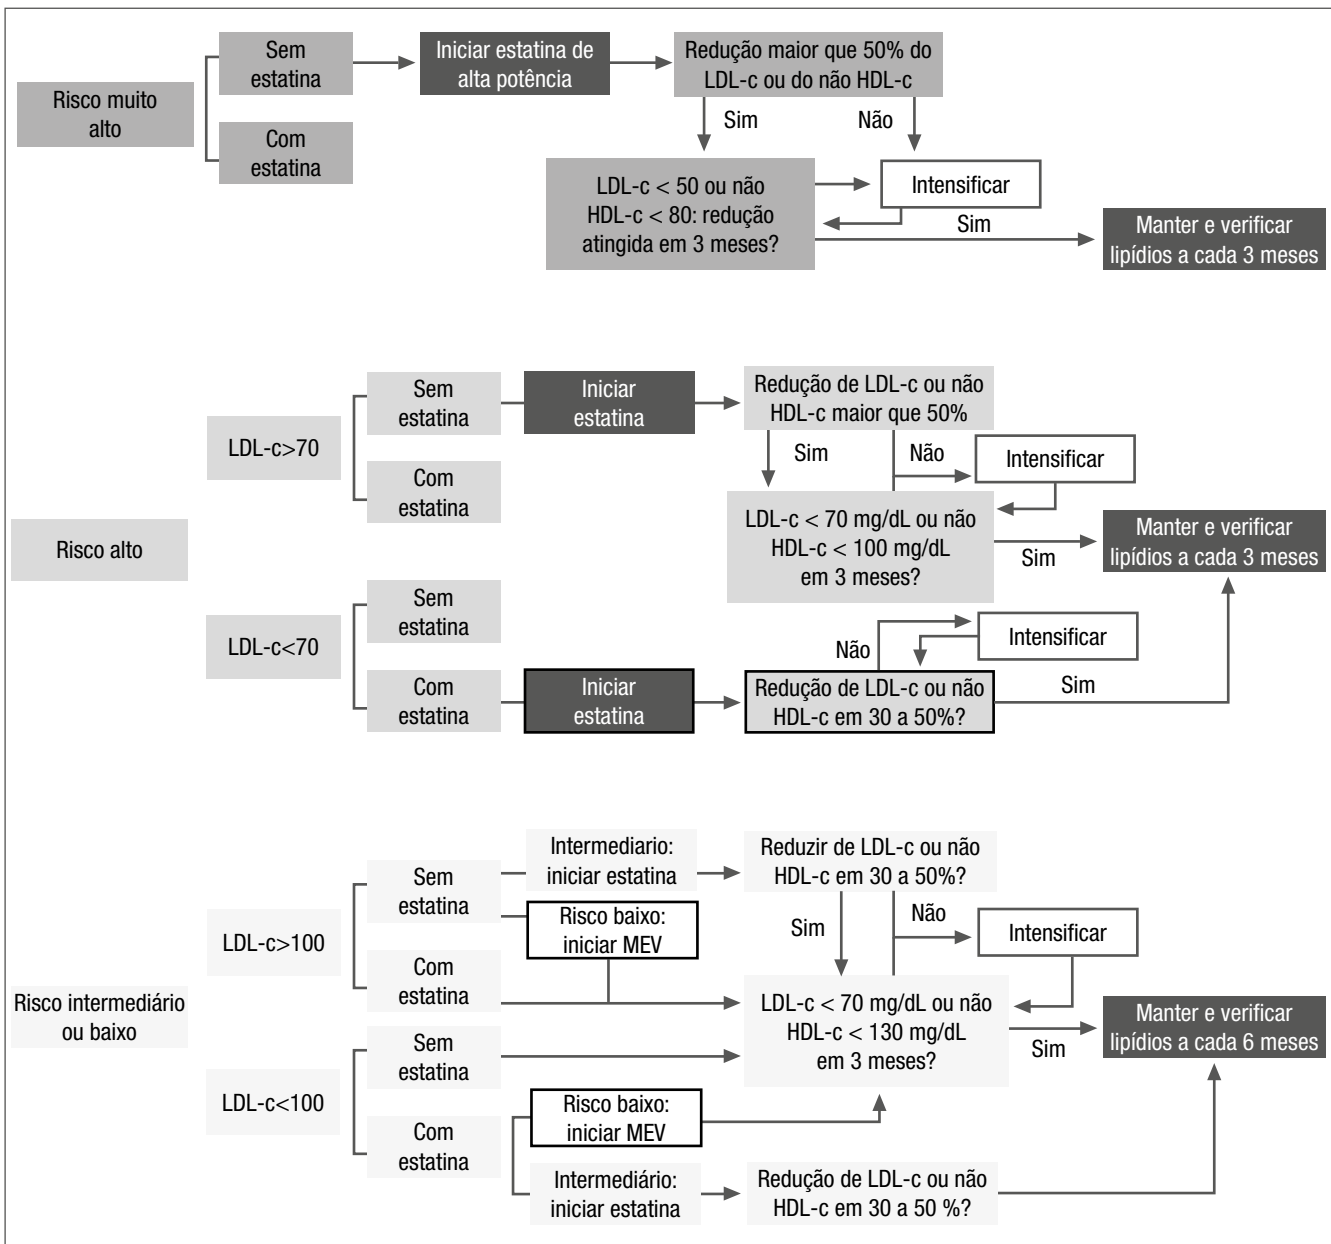 Risco muito
alto
Sem
estatina
Com
estatina
Iniciar estatina de
alta potência
Redução maior que 50% do
LDL-c ou do não HDL-c
Sim
Não
LDL-c < 50 ou não
HDL-c < 80: redução
atingida em 3 meses?
Intensificar
Sim
Manter e verificar
lipídios a cada 3 meses
Risco alto
LDL-c>70
Sem
estatina
Com
estatina
Iniciar
estatina
Redução de LDL-c ou não
HDL-c maior que 50%
Sim
Não
Intensificar
LDL-c < 70 mg/dL ou não
HDL-c < 100 mg/dL
em 3 meses?
Sim
Manter e verificar
lipídios a cada 3 meses
LDL-c<70
Sem
estatina
Com
estatina
Iniciar
estatina
Não
Intensificar
Redução de LDL-c ou não
HDL-c em 30 a 50%?
Sim
Risco intermediário
ou baixo
LDL-c>100
Sem
estatina
Com
estatina
Intermediario:
iniciar estatina
Risco baixo:
iniciar MEV
Reduzir de LDL-c ou não
HDL-c em 30 a 50%?
Sim
Não
Intensificar
LDL-c < 70 mg/dL ou não
HDL-c < 130 mg/dL
em 3 meses?
Sim
Manter e verificar
lipídios a cada 6 meses
LDL-c<100
Sem
estatina
Com
estatina
Risco baixo:
iniciar MEV
Intermediário:
iniciar estatina
Redução de LDL-c ou não
HDL-c em 30 a 50 %?